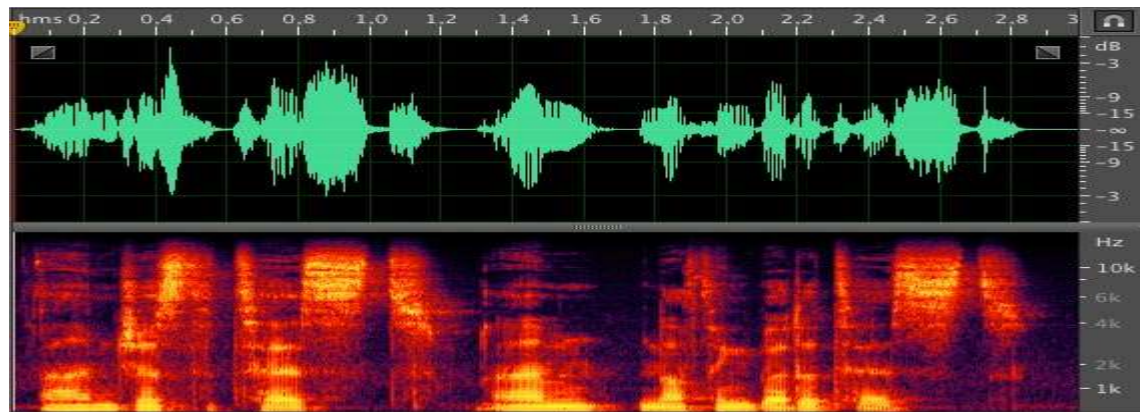 hms 0,2 0,4 0,6 0,8 1,0 1,2 1,4 1,6 1,8 2,0 2,2 2,4 2,6 2,8 3
dB
-3
-9
-15
-∞
-15
-9
-3
Hz
10k
6k
4k
2k
1k